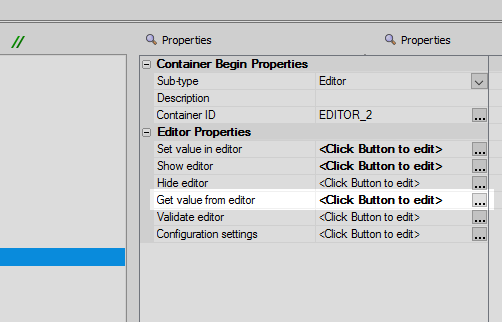 //
Properties Properties
Container Begin Properties
Sub-type Editor
Description
Container ID EDITOR_2 ...
Editor Properties
Set value in editor <Click Button to edit> ...
Show editor <Click Button to edit> ...
Hide editor <Click Button to edit> ...
Get value from editor <Click Button to edit> ...
Validate editor <Click Button to edit> ...
Configuration settings <Click Button to edit> ...